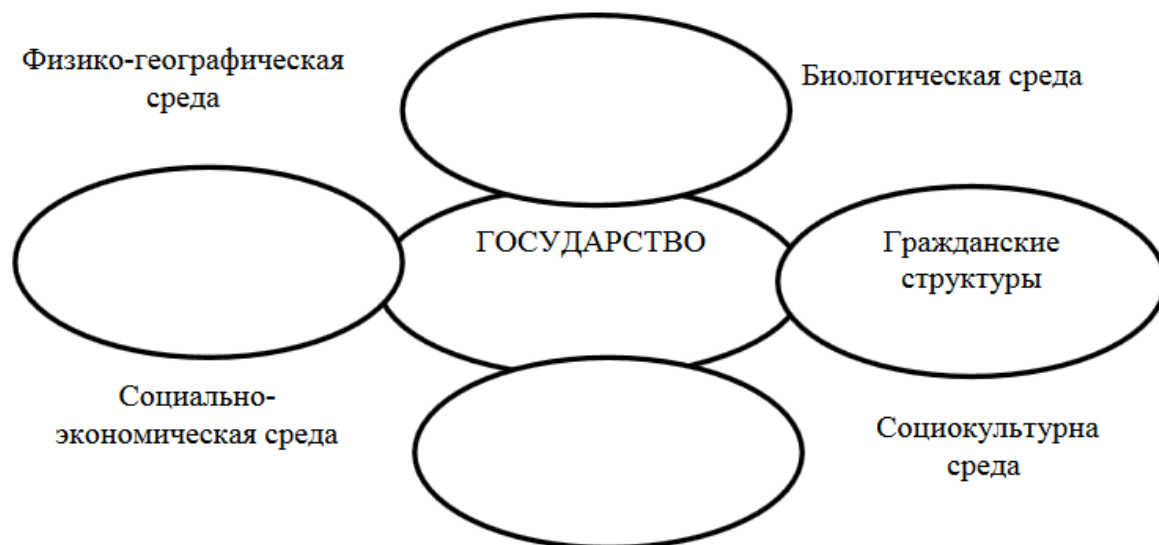 Физико-географическая
среда
Биологическая среда
ГОСУДАРСТВО
Гражданские
структуры
Социально-
экономическая среда
Социокультурна
среда